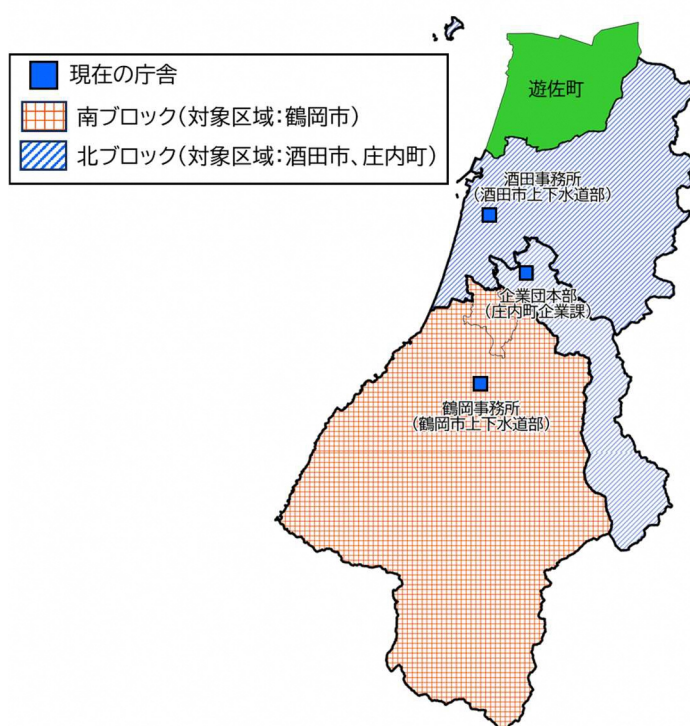 現在の庁舎
南ブロック(対象区域:鶴岡市)
北ブロック(対象区域:酒田市、庄内町)
遊佐町
酒田事務所
(酒田市上下水道部)
企業団本部
(庄内町企業課)
鶴岡事務所
(鶴岡市上下水道部)